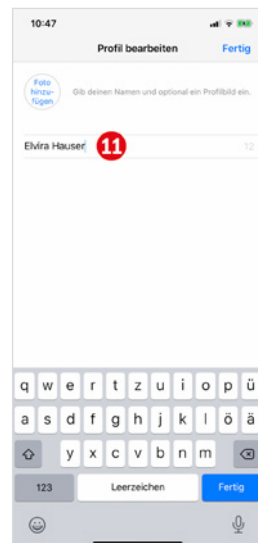 10:47
Profil bearbeiten
Fertig
Foto
hinzu-
fügen
Gib deinen Namen und optional ein Profilbild ein.
Elvira Hauser
11
12
q w e r t z u i o p ü
a s d f g h j k l ö ä
y x c v b n m
123
Leerzeichen
Fertig